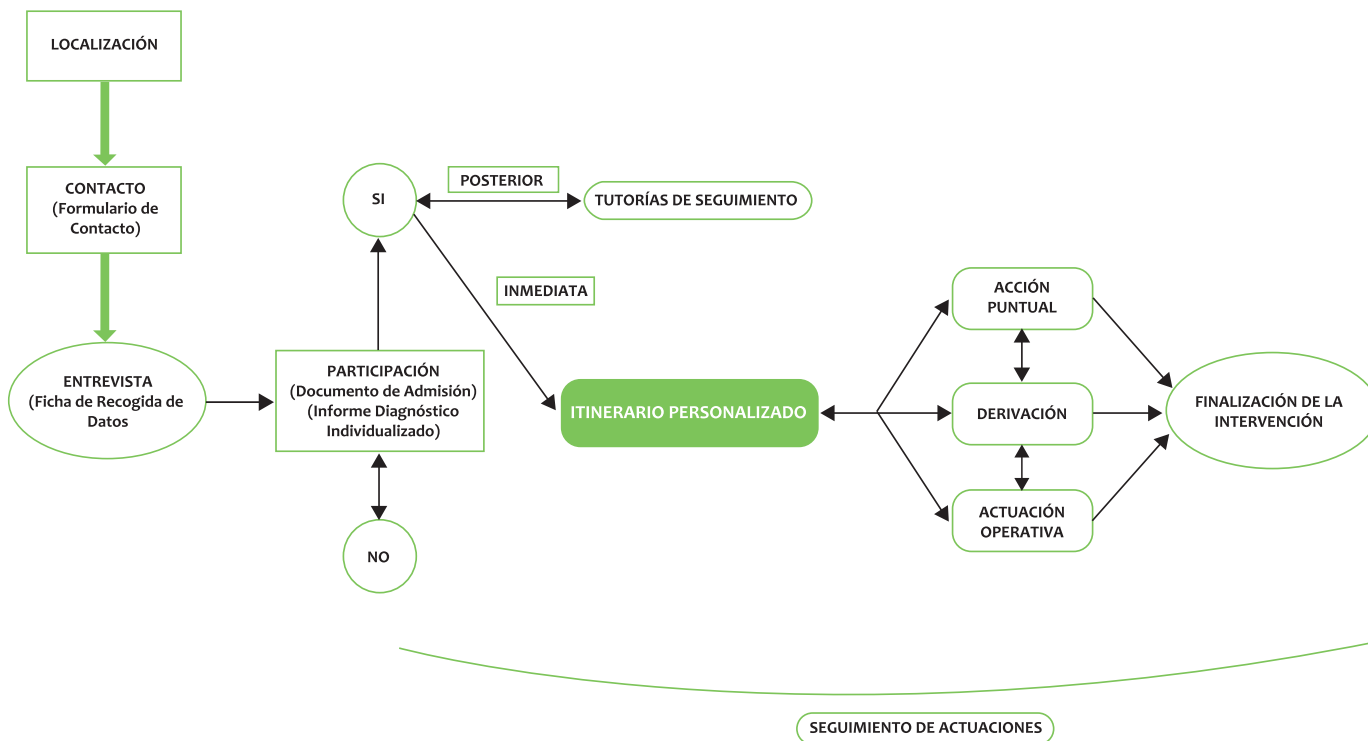 LOCALIZACIÓN
CONTACTO
(Formulario de
Contacto)
ENTREVISTA
(Ficha de Recogida de
Datos
PARTICIPACIÓN
(Documento de Admisión)
(Informe Diagnóstico
Individualizado)
SI
NO
POSTERIOR
TUTORÍAS DE SEGUIMIENTO
INMEDIATA
ITINERARIO PERSONALIZADO
ACCIÓN
PUNTUAL
DERIVACIÓN
ACTUACIÓN
OPERATIVA
FINALIZACIÓN DE LA
INTERVENCIÓN
SEGUIMIENTO DE ACTUACIONES